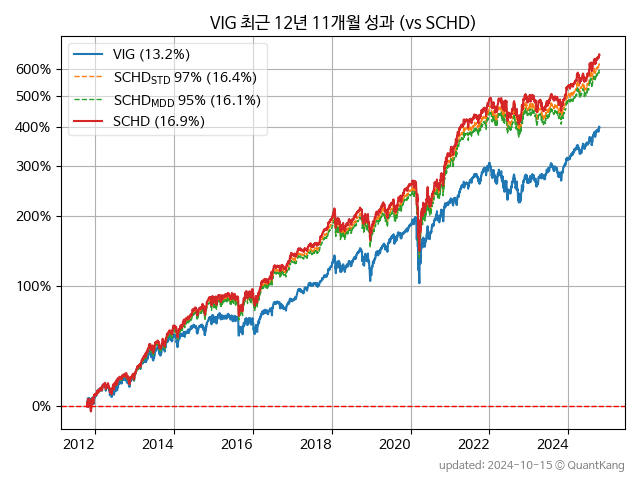 VIG 최근 12년 11개월 성과 (vs SCHD)
VIG (13.2%)
SCHD_STD 97% (16.4%)
SCHD_MDD 95% (16.1%)
SCHD (16.9%)
600%
500%
400%
300%
200%
100%
0%
2012 2014 2016 2018 2020 2022 2024
updated: 2024-10-15 © QuantKang